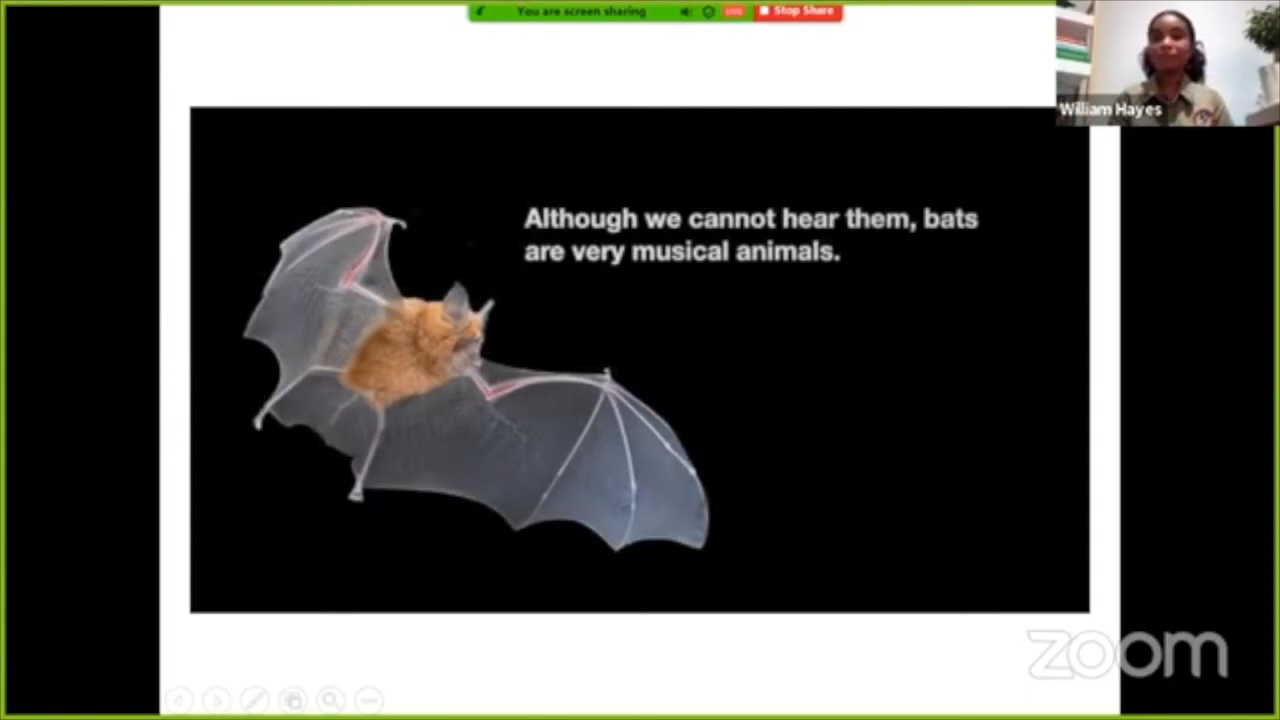 You are screen sharing
LIVE
Stop Share
William Hayes
Although we cannot hear them, bats
are very musical animals.
zoom